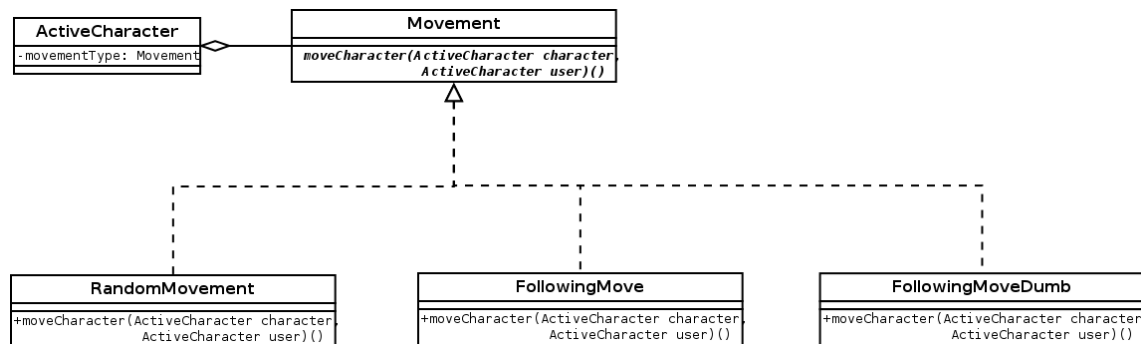 ActiveCharacter
-movementType: Movement
Movement
moveCharacter(ActiveCharacter character,
ActiveCharacter user)()
RandomMovement
+moveCharacter(ActiveCharacter character,
ActiveCharacter user)()
FollowingMove
+moveCharacter(ActiveCharacter character,
ActiveCharacter user)()
FollowingMoveDumb
+moveCharacter(ActiveCharacter character,
ActiveCharacter user)()